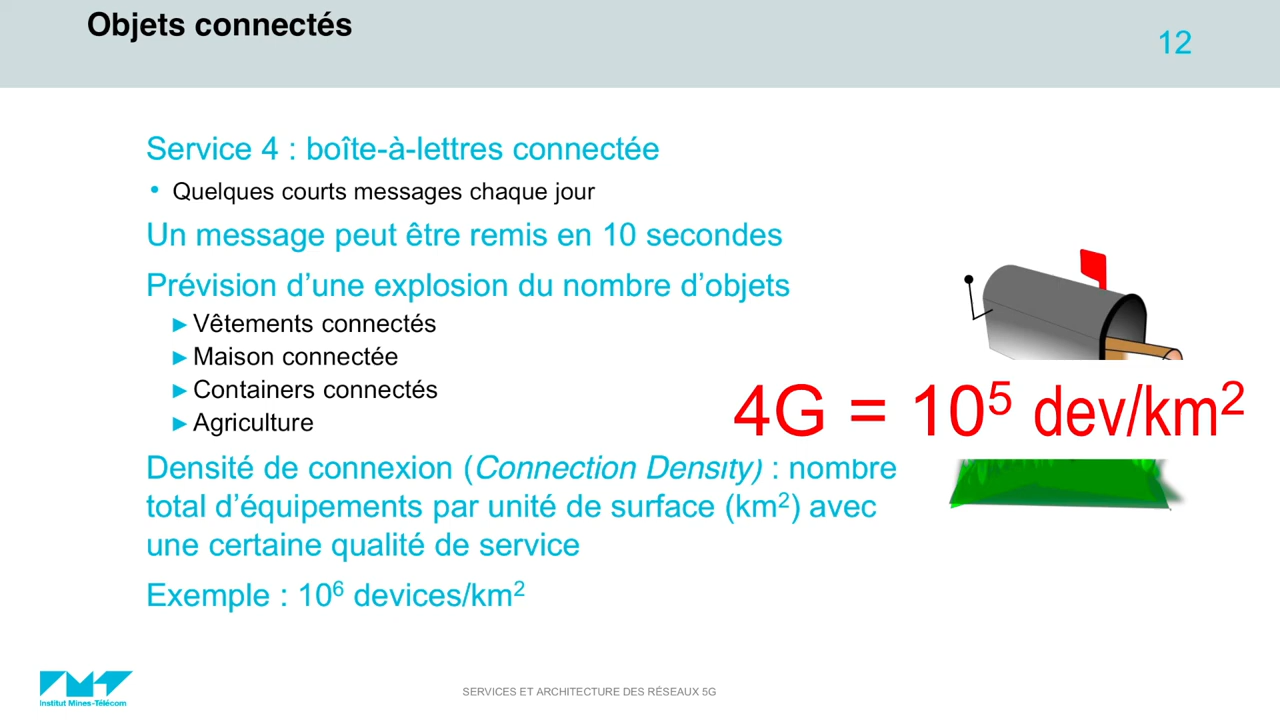 Objets connectés
12
Service 4 : boîte-à-lettres connectée
• Quelques courts messages chaque jour
Un message peut être remis en 10 secondes
Prévision d’une explosion du nombre d’objets
► Vêtements connectés
► Maison connectée
► Containers connectés
► Agriculture
4G = 10⁵ dev/km²
Densité de connexion (Connection Density) : nombre
total d’équipements par unité de surface (km²) avec
une certaine qualité de service
Exemple : 10⁶ devices/km²
Institut Mines-Télécom
SERVICES ET ARCHITECTURE DES RÉSEAUX 5G